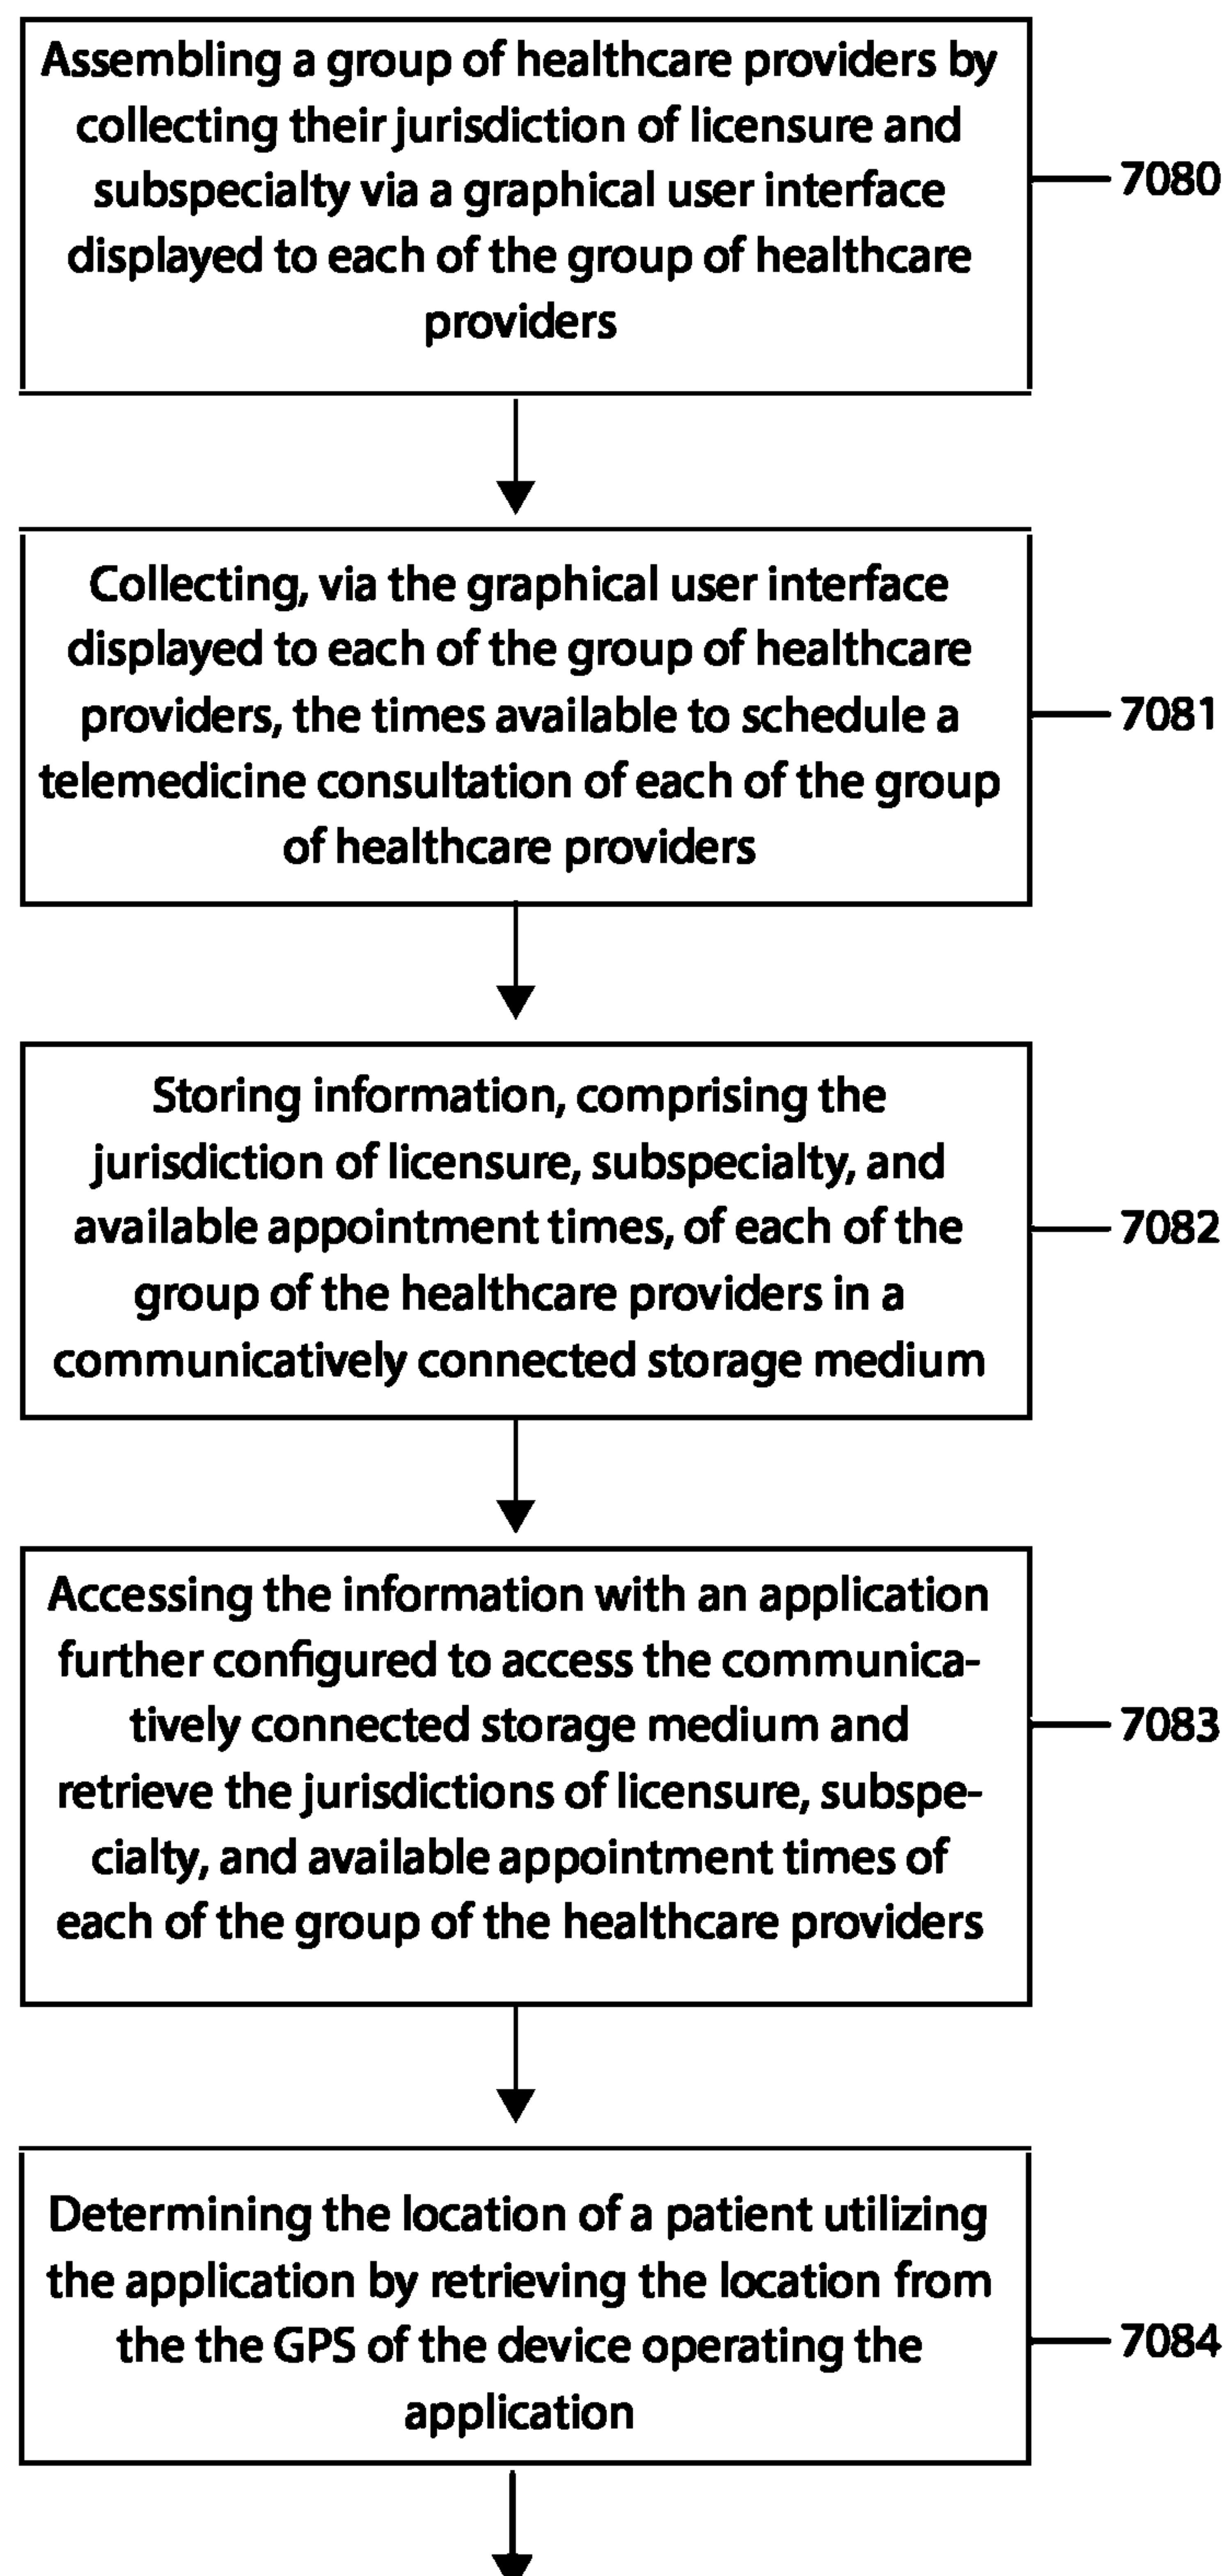 Assembling a group of healthcare providers by
collecting their jurisdiction of licensure and
subspecialty via a graphical user interface
displayed to each of the group of healthcare
providers
7080
Collecting, via the graphical user interface
displayed to each of the group of healthcare
providers, the times available to schedule a
telemedicine consultation of each of the group
of healthcare providers
7081
Storing information, comprising the
jurisdiction of licensure, subspecialty, and
available appointment times, of each of the
group of the healthcare providers in a
communicatively connected storage medium
7082
Accessing the information with an application
further configured to access the communica-
tively connected storage medium and
retrieve the jurisdictions of licensure, subspe-
cialty, and available appointment times of
each of the group of the healthcare providers
7083
Determining the location of a patient utilizing
the application by retrieving the location from
the the GPS of the device operating the
application
7084